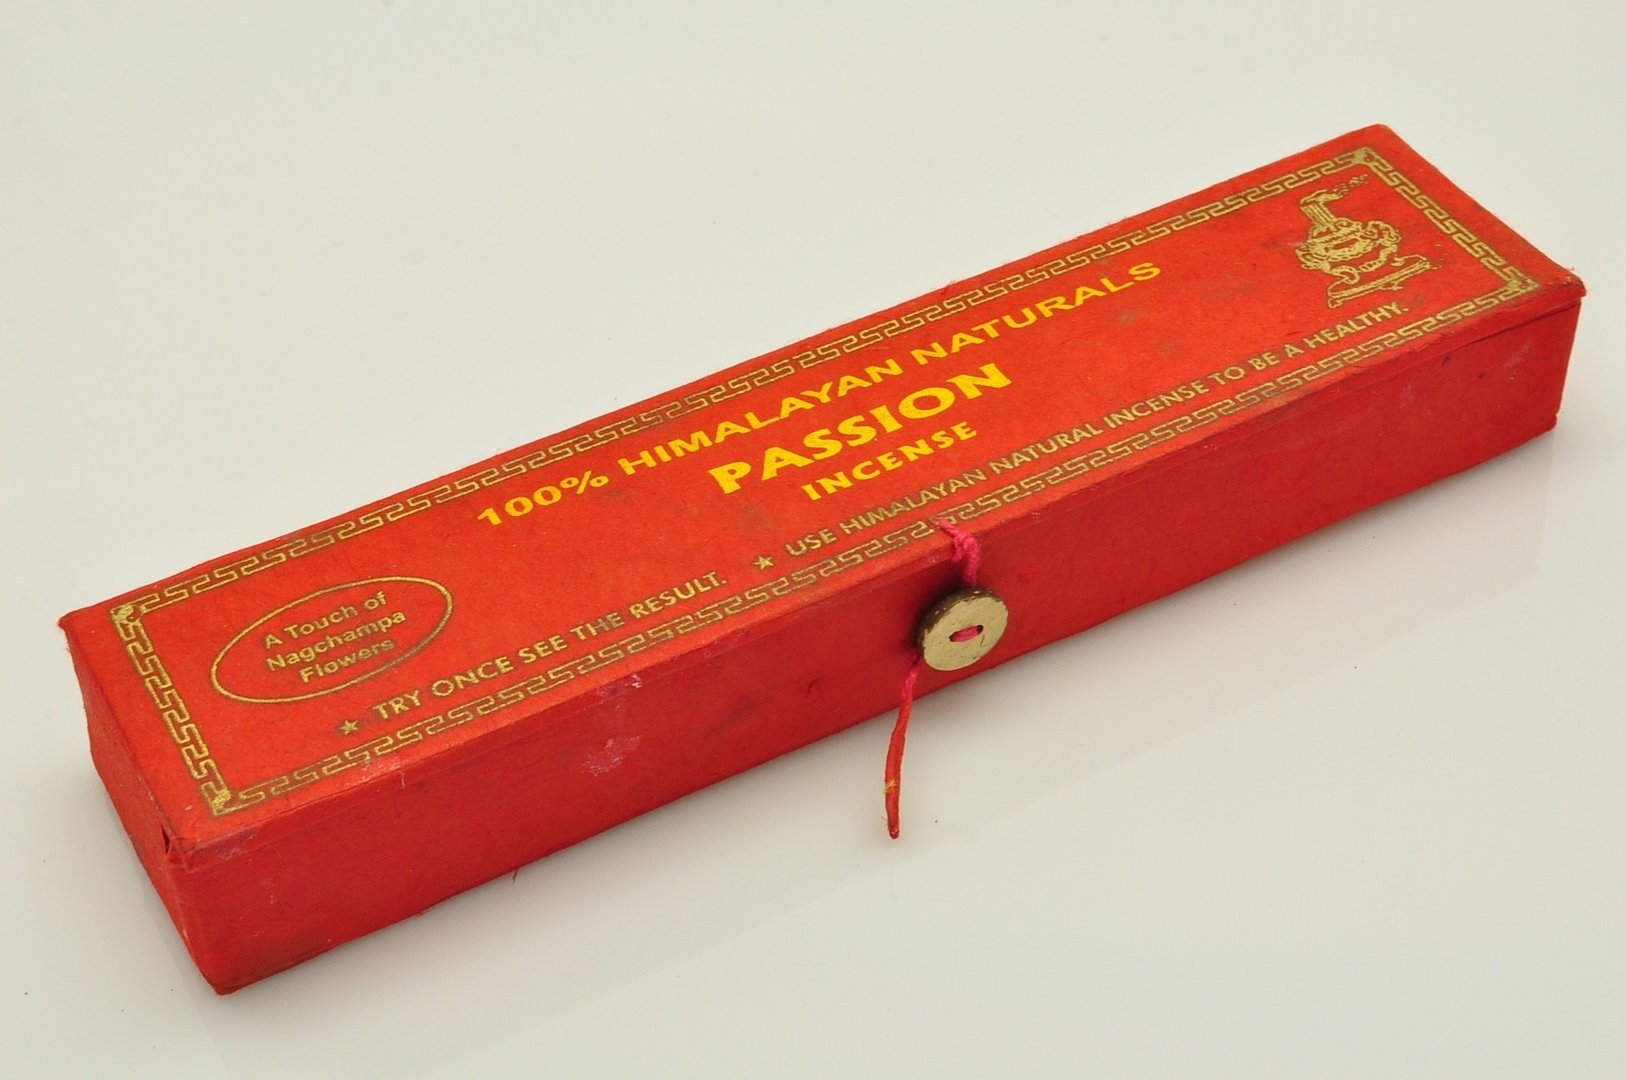 100% HIMALAYAN NATURALS
PASSION
INCENSE
A Touch of
Nagchampa
Flowers
★ TRY ONCE SEE THE RESULT. ★ USE HIMALAYAN NATURAL INCENSE TO BE A HEALTHY.